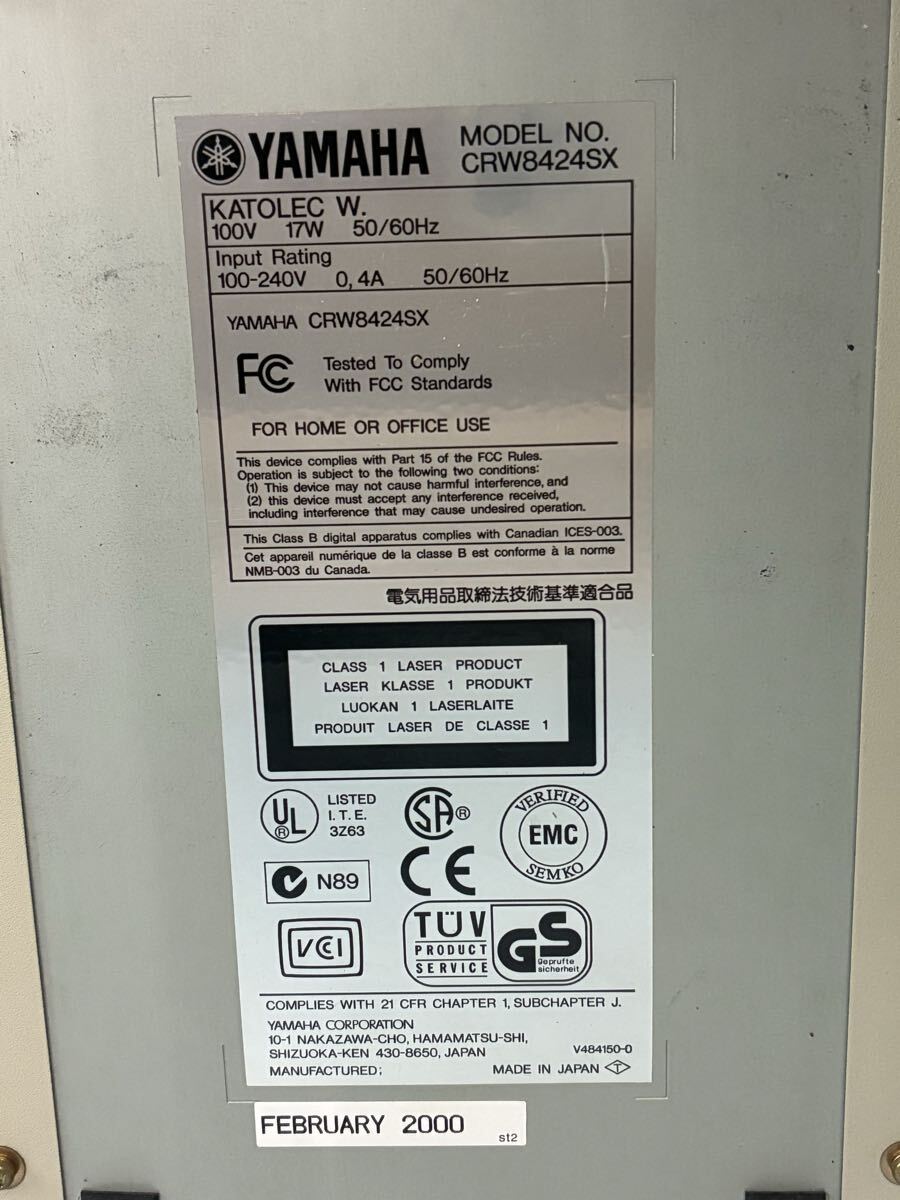 YAMAHA
MODEL NO.
CRW8424SX
KATOLEC W.
100V 17W 50/60Hz
Input Rating
100-240V 0,4A 50/60Hz
YAMAHA CRW8424SX
FC
Tested To Comply
With FCC Standards
FOR HOME OR OFFICE USE
This device complies with Part 15 of the FCC Rules.
Operation is subject to the following two conditions:
(1) This device may not cause harmful interference, and
(2) this device must accept any interference received,
including interference that may cause undesired operation.
This Class B digital apparatus complies with Canadian ICES-003.
Cet appareil numérique de la classe B est conforme à la norme
NMB-003 du Canada.
電気用品取締法技術基準適合品
CLASS 1 LASER PRODUCT
LASER KLASSE 1 PRODUKT
LUOKAN 1 LASERLAITE
PRODUIT LASER DE CLASSE 1
UL ®
LISTED
I.T.E.
3Z63
SA ®
VERIFIED
EMC
SEMKO
N89
CE
VCI
TÜV
PRODUCT
SERVICE
GS
Geprüfte
sicherheit
COMPLIES WITH 21 CFR CHAPTER 1, SUBCHAPTER J.
YAMAHA CORPORATION
10-1 NAKAZAWA-CHO, HAMAMATSU-SHI,
SHIZUOKA-KEN 430-8650, JAPAN
V484150-0
MANUFACTURED;
MADE IN JAPAN T
FEBRUARY 2000
st2